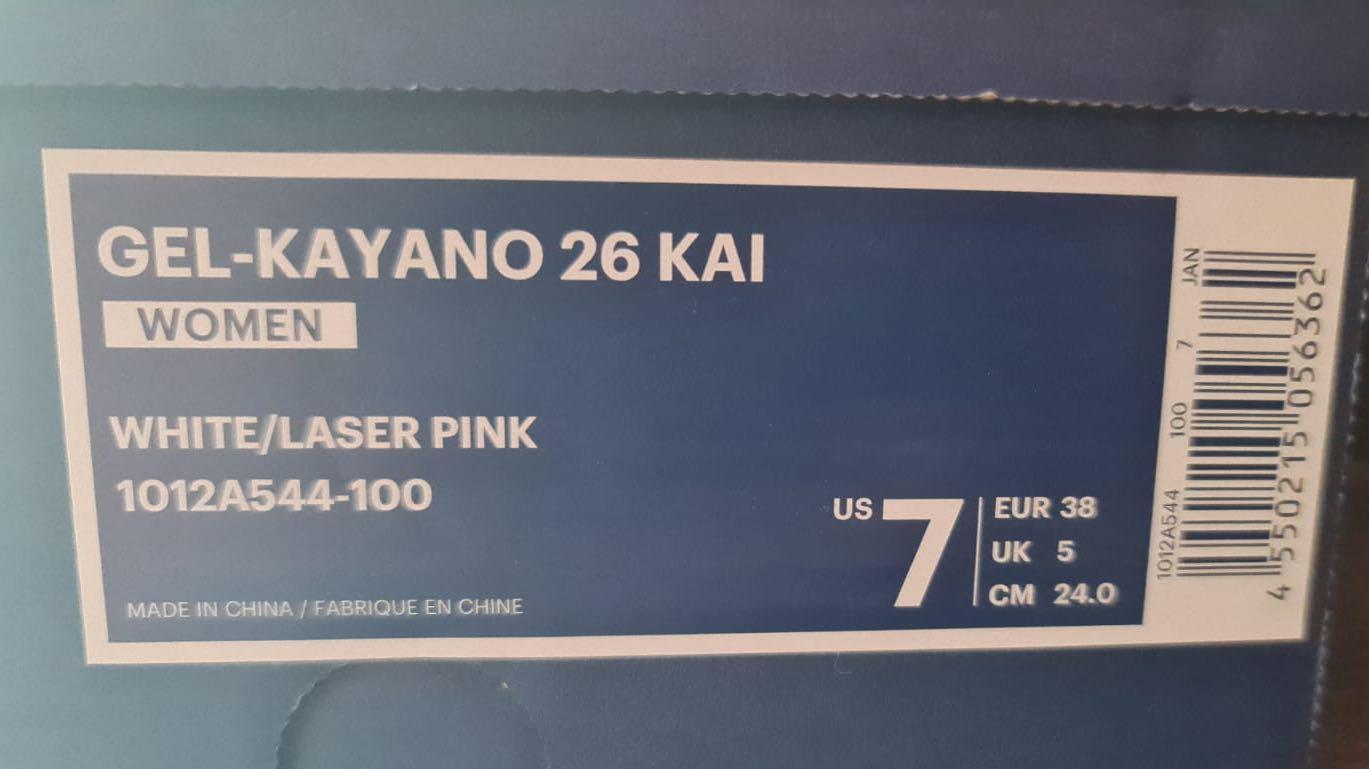 GEL-KAYANO 26 KAI
WOMEN
WHITE/LASER PINK
1012A544-100
US 7
EUR 38
UK 5
CM 24.0
MADE IN CHINA / FABRIQUE EN CHINE
1012A544 100 7 JAN
4 550215 056362